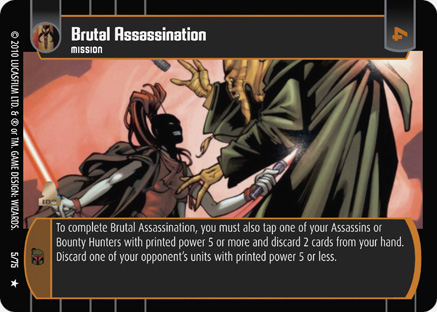 Brutal Assassination
MISSION
4
© 2010 LUCASFILM LTD. & ® or TM. GAME DESIGN: WIZARDS.
5/75
To complete Brutal Assassination, you must also tap one of your Assassins or
Bounty Hunters with printed power 5 or more and discard 2 cards from your hand.
Discard one of your opponent's units with printed power 5 or less.